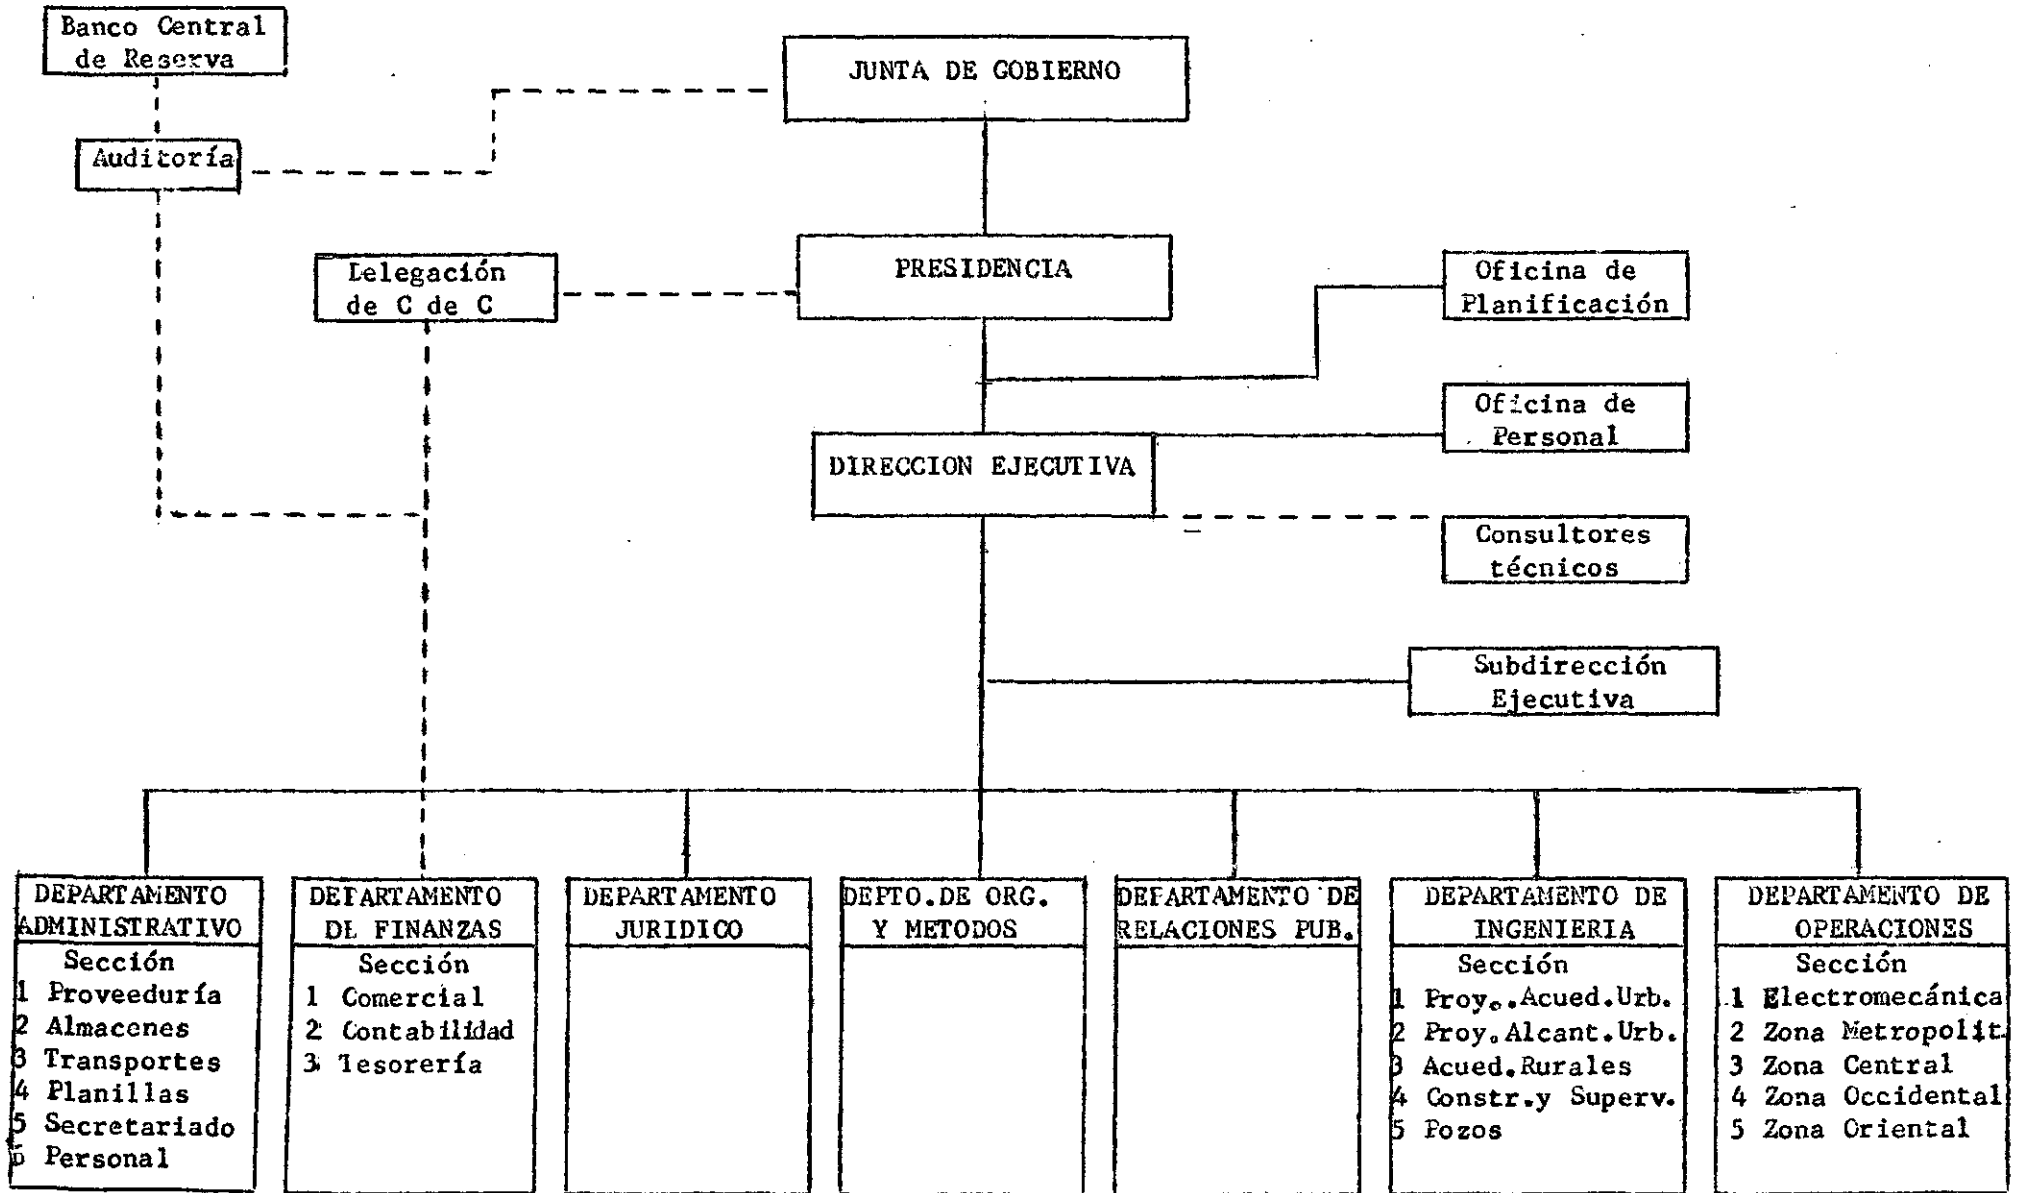 Banco Central
de Reserva
JUNTA DE GOBIERNO
Auditoría
Lelegación
de C de C
PRESIDENCIA
Oficina de
Planificación
Oficina de
Personal
DIRECCION EJECUTIVA
Consultores
técnicos
Subdirección
Ejecutiva
DEPARTAMENTO
ADMINISTRATIVO
Sección
1 Proveeduría
2 Almacenes
3 Transportes
4 Planillas
5 Secretariado
6 Personal
DEPARTAMENTO
DE FINANZAS
Sección
1 Comercial
2 Contabilidad
3 Tesorería
DEPARTAMENTO
JURIDICO
DEPTO.DE ORG.
Y METODOS
DEPARTAMENTO DE
RELACIONES PUB.
DEPARTAMENTO DE
INGENIERIA
Sección
1 Proy..Acued.Urb.
2 Proy.Alcant.Urb.
3 Acued.Rurales
4 Constr.y Superv.
5 Pozos
DEPARTAMENTO DE
OPERACIONES
Sección
1 Electromecánica
2 Zona Metropolit.
3 Zona Central
4 Zona Occidental
5 Zona Oriental